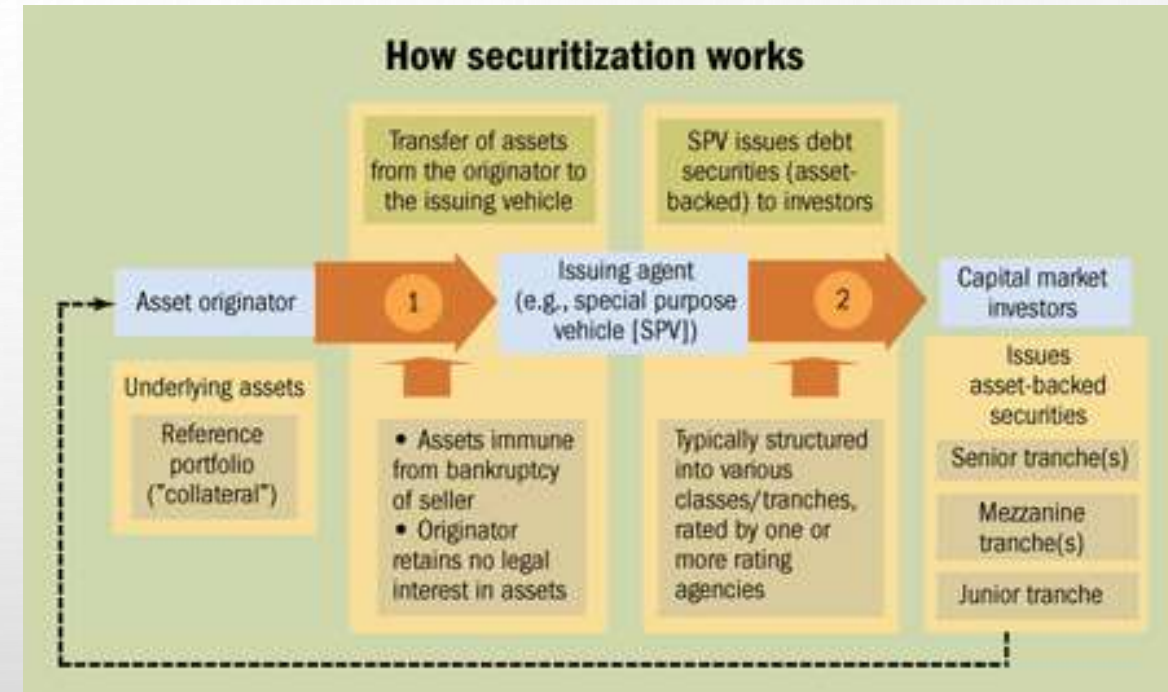 How securitization works
Transfer of assets
from the originator to
the issuing vehicle
SPV issues debt
securities (asset-
backed) to investors
Asset originator
1
Issuing agent
(e.g., special purpose
vehicle [SPV])
2
Capital market
investors
Underlying assets
Reference
portfolio
("collateral")
• Assets immune
from bankruptcy
of seller
• Originator
retains no legal
interest in assets
Typically structured
into various
classes/tranches,
rated by one or
more rating
agencies
Issues
asset-backed
securities
Senior tranche(s)
Mezzanine
tranche(s)
Junior tranche